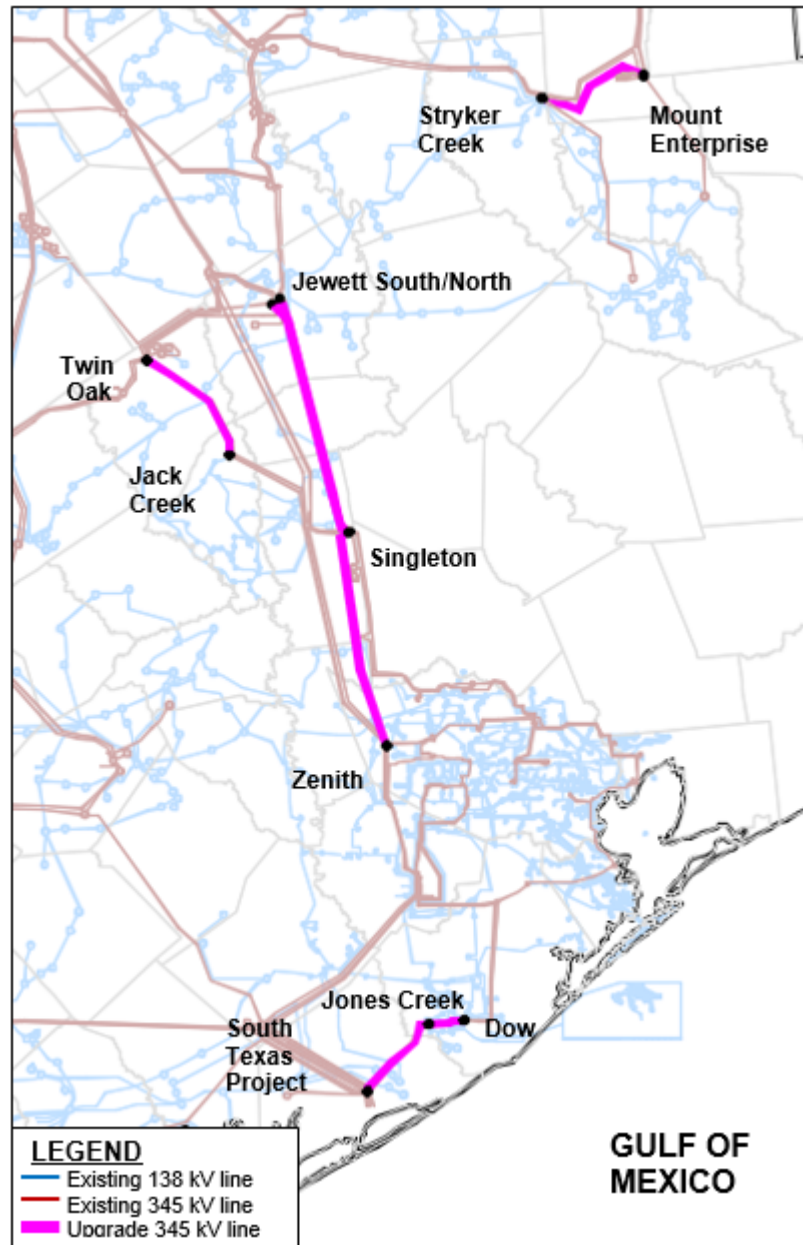 Stryker
Creek
Mount
Enterprise
Jewett South/North
Twin
Oak
Jack
Creek
Singleton
Zenith
Jones Creek
Dow
South
Texas
Project
GULF OF
MEXICO
LEGEND
Existing 138 kV line
Existing 345 kV line
Upgrade 345 kV line